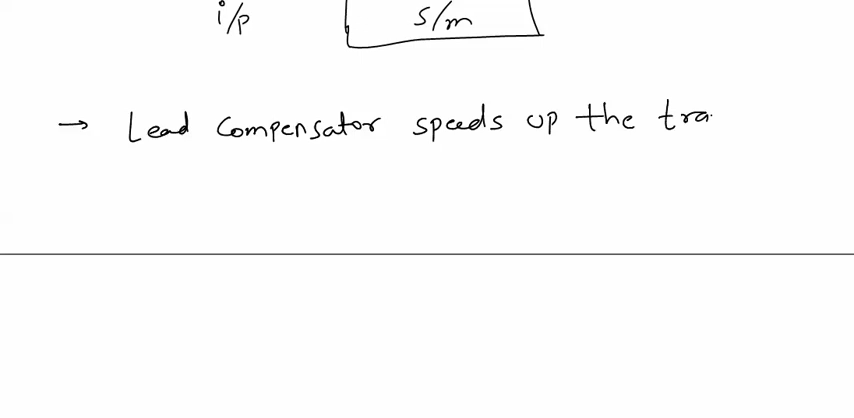 i/p s/m
→ Lead compensator speeds up the tra